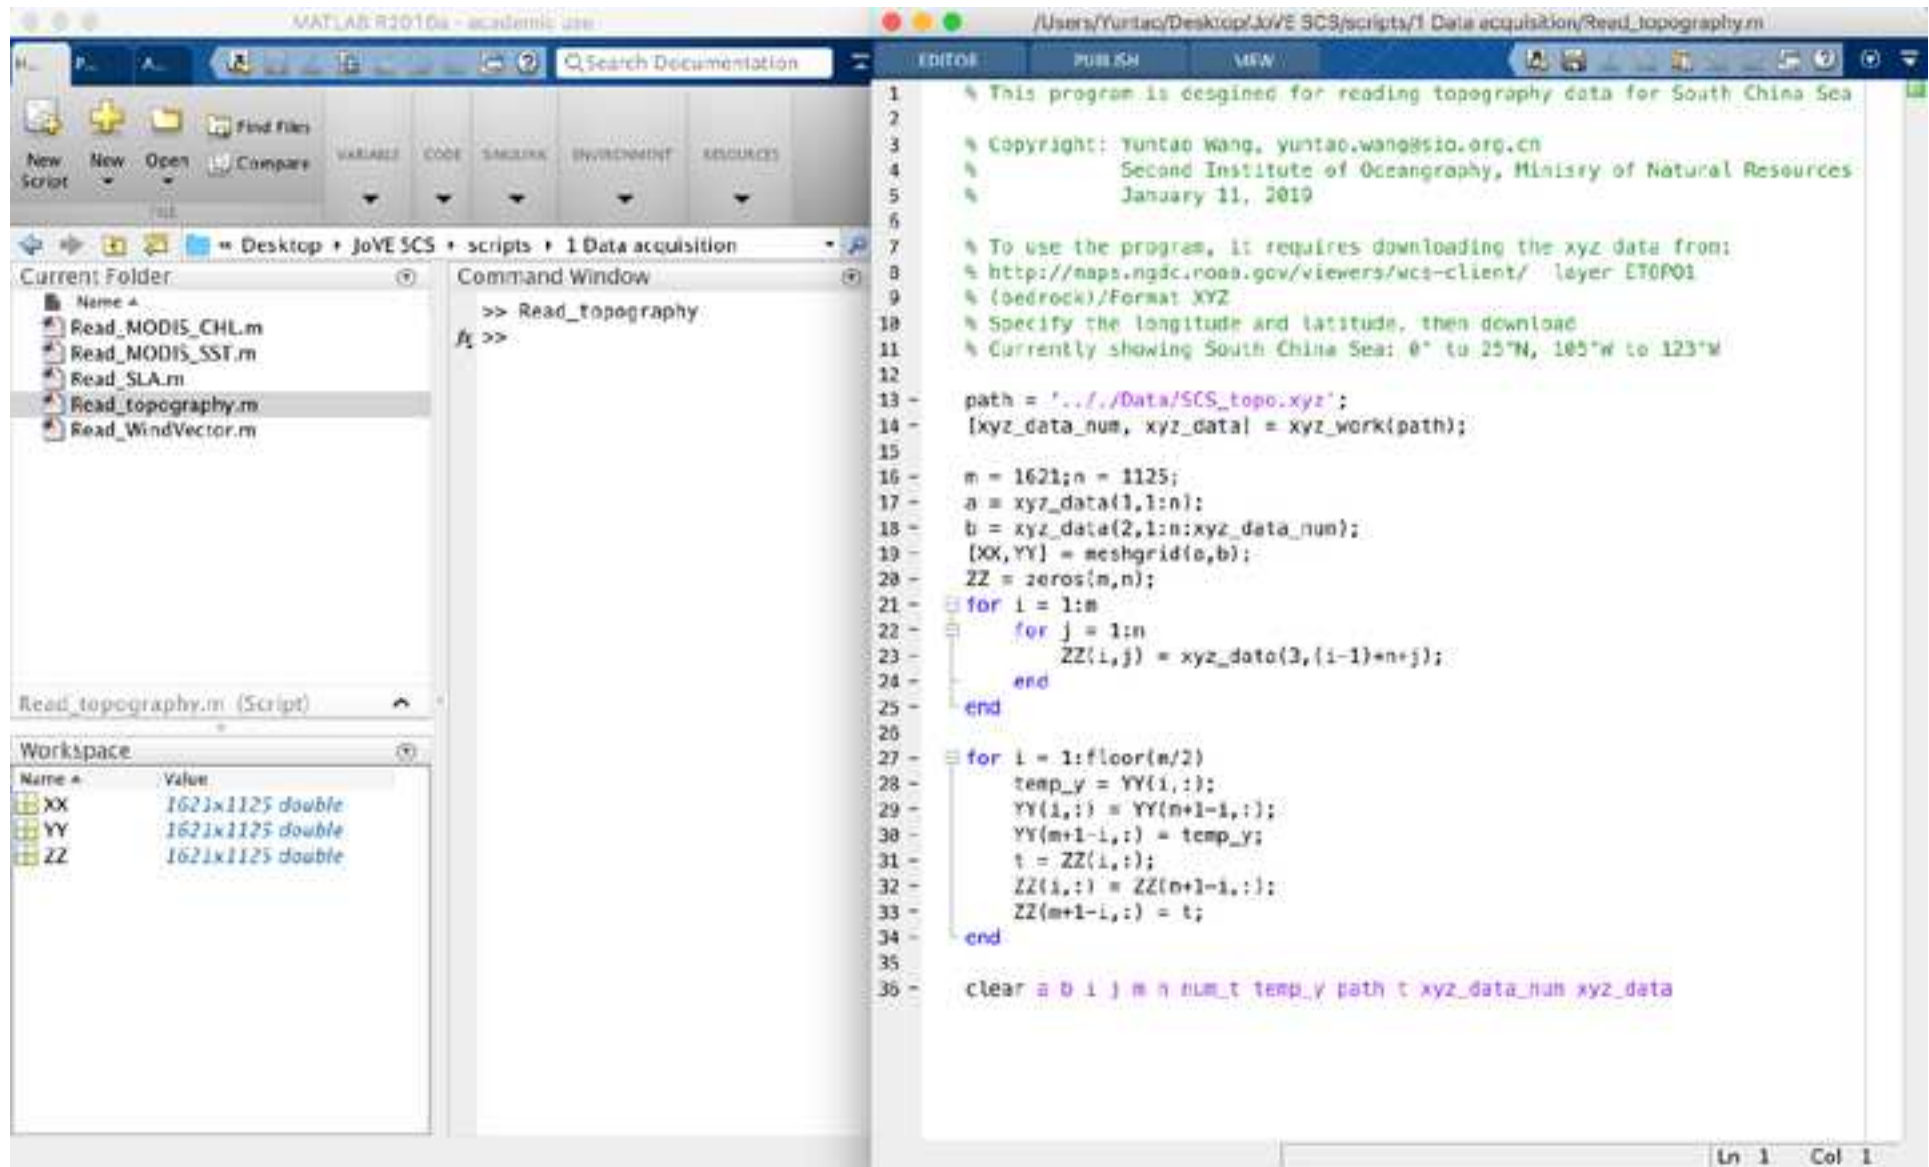 MATLAB R2010a - academic use
H...
P...
A...
Search Documentation
New Script
New
Open
Find Files
Compare
FILE
VARIABLE
CODE
SIMULINK
ENVIRONMENT
RESOURCES
« Desktop ▸ JoVE SCS ▸ scripts ▸ 1 Data acquisition
Current Folder
Name
Read_MODIS_CHL.m
Read_MODIS_SST.m
Read_SLA.m
Read_topography.m
Read_WindVector.m
Read_topography.m (Script)
Workspace
Name Value
XX 1621x1125 double
YY 1621x1125 double
ZZ 1621x1125 double
Command Window
>> Read_topography
fx >>
/Users/Yuntao/Desktop/JoVE SCS/scripts/1 Data acquisition/Read_topography.m
EDITOR PUBLISH VIEW
1 % This program is desgined for reading topography data for South China Sea
2
3 % Copyright: Yuntao Wang, yuntao.wang@sio.org.cn
4 % Second Institute of Oceangraphy, Minisry of Natural Resources
5 % January 11, 2019
6
7 % To use the program, it requires downloading the xyz data from:
8 % http://maps.ngdc.noaa.gov/viewers/wcs-client/ layer ETOPO1
9 % (bedrock)/Format XYZ
10 % Specify the longitude and latitude, then download
11 % Currently showing South China Sea: 0° to 25°N, 105°W to 123°W
12
13 - path = '../../Data/SCS_topo.xyz';
14 - [xyz_data_num, xyz_data] = xyz_work(path);
15
16 - m = 1621;n = 1125;
17 - a = xyz_data(1,1:n);
18 - b = xyz_data(2,1:n:xyz_data_num);
19 - [XX,YY] = meshgrid(a,b);
20 - ZZ = zeros(m,n);
21 - for i = 1:m
22 - for j = 1:n
23 - ZZ(i,j) = xyz_data(3,(i-1)*n+j);
24 - end
25 - end
26
27 - for i = 1:floor(m/2)
28 - temp_y = YY(i,:);
29 - YY(i,:) = YY(m+1-i,:);
30 - YY(m+1-i,:) = temp_y;
31 - t = ZZ(i,:);
32 - ZZ(i,:) = ZZ(m+1-i,:);
33 - ZZ(m+1-i,:) = t;
34 - end
35
36 - clear a b i j m n num_t temp_y path t xyz_data_num xyz_data
Ln 1 Col 1